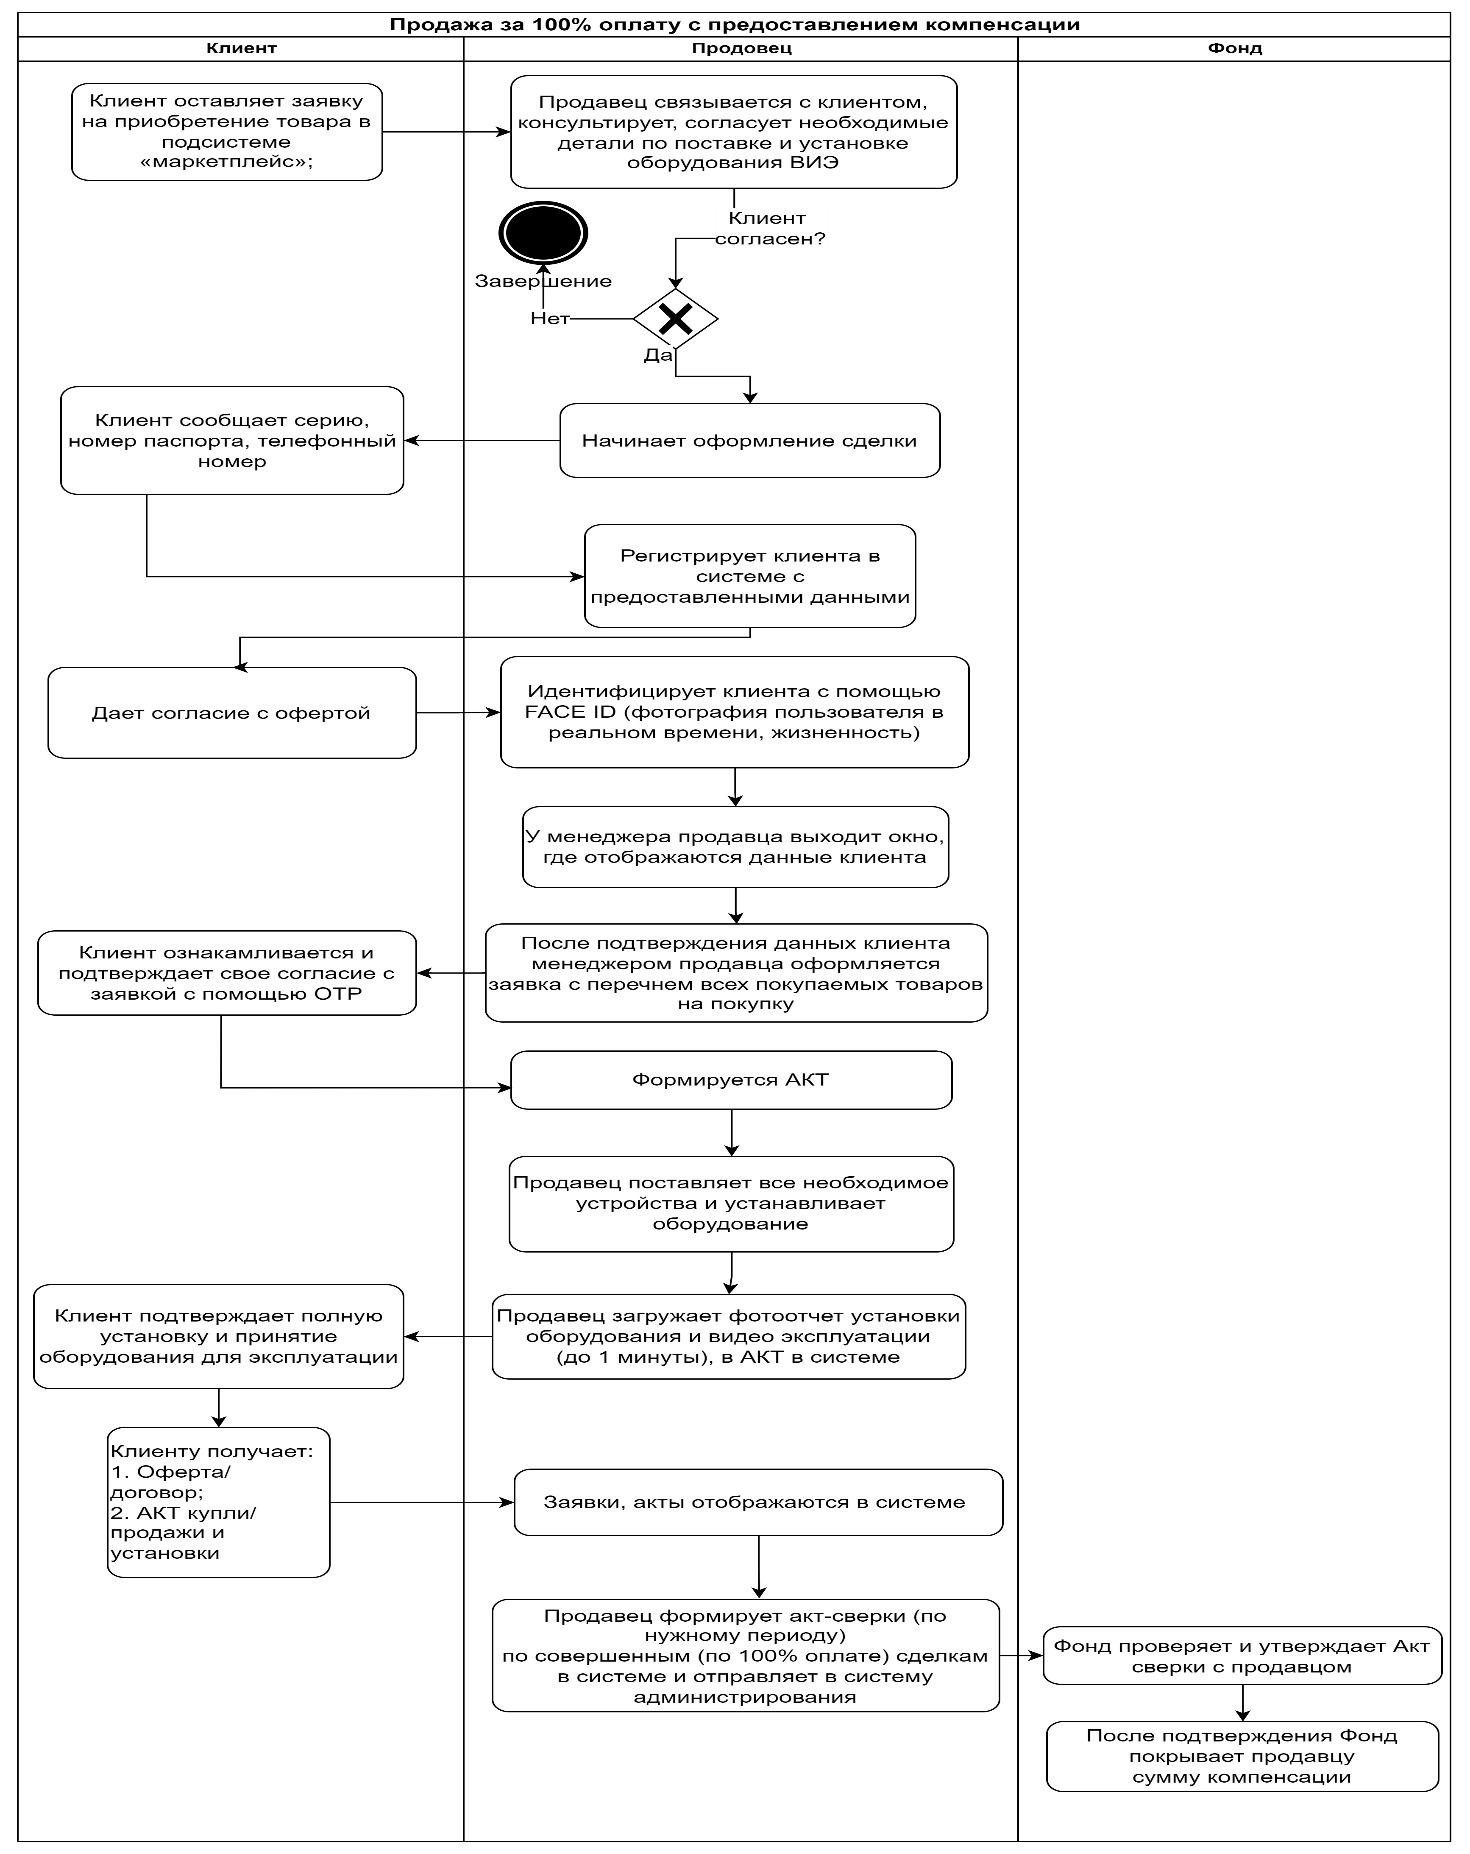 Продажа за 100% оплату с предоставлением компенсации
Клиент
Продовец
Фонд
Клиент оставляет заявку
на приобретение товара в
подсистеме
«маркетплейс»;
Продавец связывается с клиентом,
консультирует, согласует необходимые
детали по поставке и установке
оборудования ВИЭ
Клиент
согласен?
Завершение
Нет
Да
Начинает оформление сделки
Клиент сообщает серию,
номер паспорта, телефонный
номер
Регистрирует клиента в
системе с
предоставленными данными
Дает согласие с офертой
Идентифицирует клиента с помощью
FACE ID (фотография пользователя в
реальном времени, жизненность)
У менеджера продавца выходит окно,
где отображаются данные клиента
После подтверждения данных клиента
менеджером продавца оформляется
заявка с перечнем всех покупаемых товаров
на покупку
Клиент ознакамливается и
подтверждает свое согласие с
заявкой с помощью ОТР
Формируется АКТ
Продавец поставляет все необходимое
устройства и устанавливает
оборудование
Продавец загружает фотоотчет установки
оборудования и видео эксплуатации
(до 1 минуты), в АКТ в системе
Клиент подтверждает полную
установку и принятие
оборудования для эксплуатации
Клиенту получает:
1. Оферта/
договор;
2. АКТ купли/
продажи и
установки
Заявки, акты отображаются в системе
Продавец формирует акт-сверки (по
нужному периоду)
по совершенным (по 100% оплате) сделкам
в системе и отправляет в систему
администрирования
Фонд проверяет и утверждает Акт
сверки с продавцом
После подтверждения Фонд
покрывает продавцу
сумму компенсации